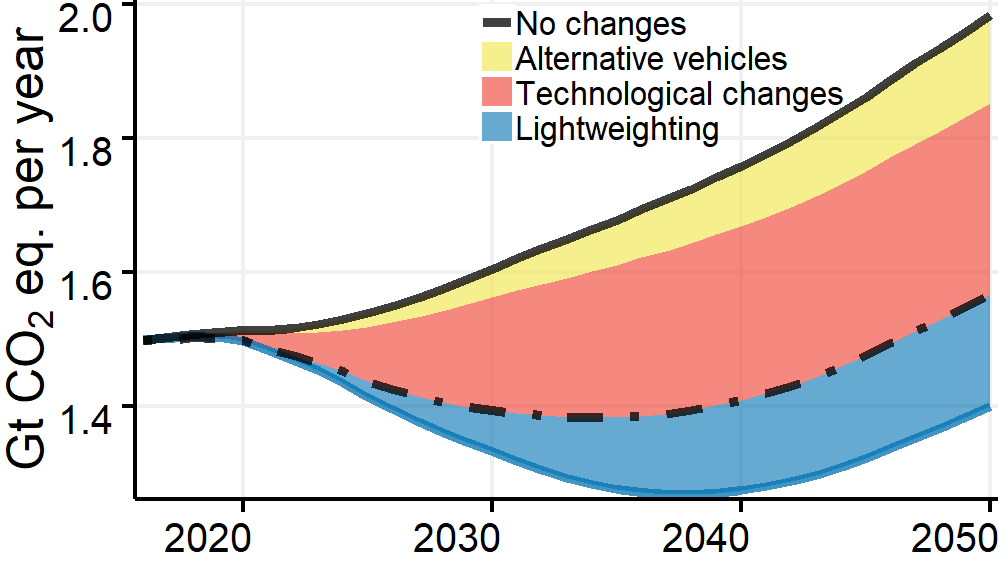 Gt CO₂ eq. per year
2.0
1.8
1.6
1.4
No changes
Alternative vehicles
Technological changes
Lightweighting
2020
2030
2040
2050